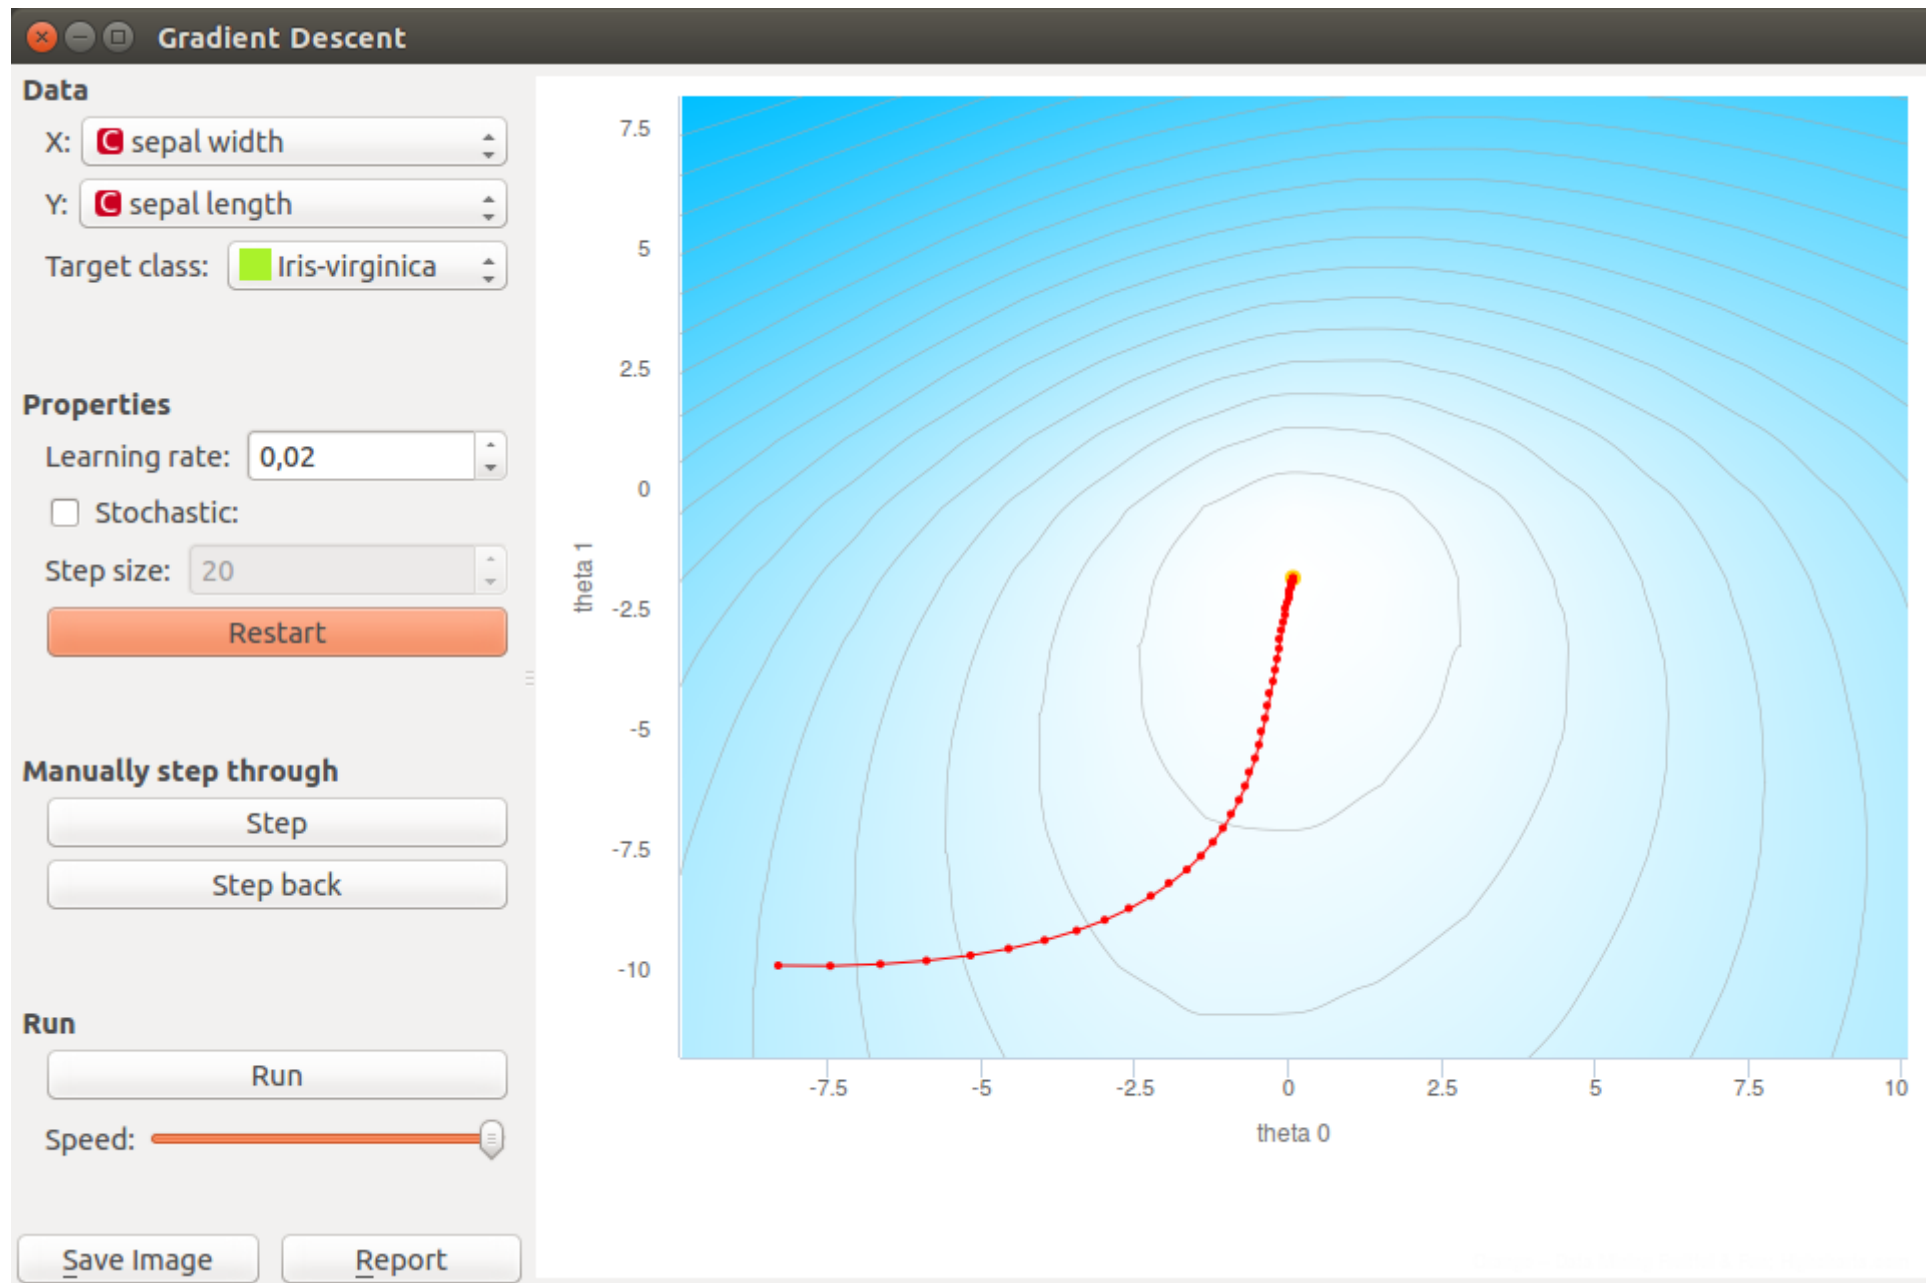 Gradient Descent
Data
X: C sepal width
Y: C sepal length
Target class: Iris-virginica
Properties
Learning rate: 0,02
Stochastic:
Step size: 20
Restart
Manually step through
Step
Step back
Run
Run
Speed:
Save Image Report
7.5
5
2.5
0
-2.5
-5
-7.5
-10
theta 1
-7.5 -5 -2.5 0 2.5 5 7.5 10
theta 0